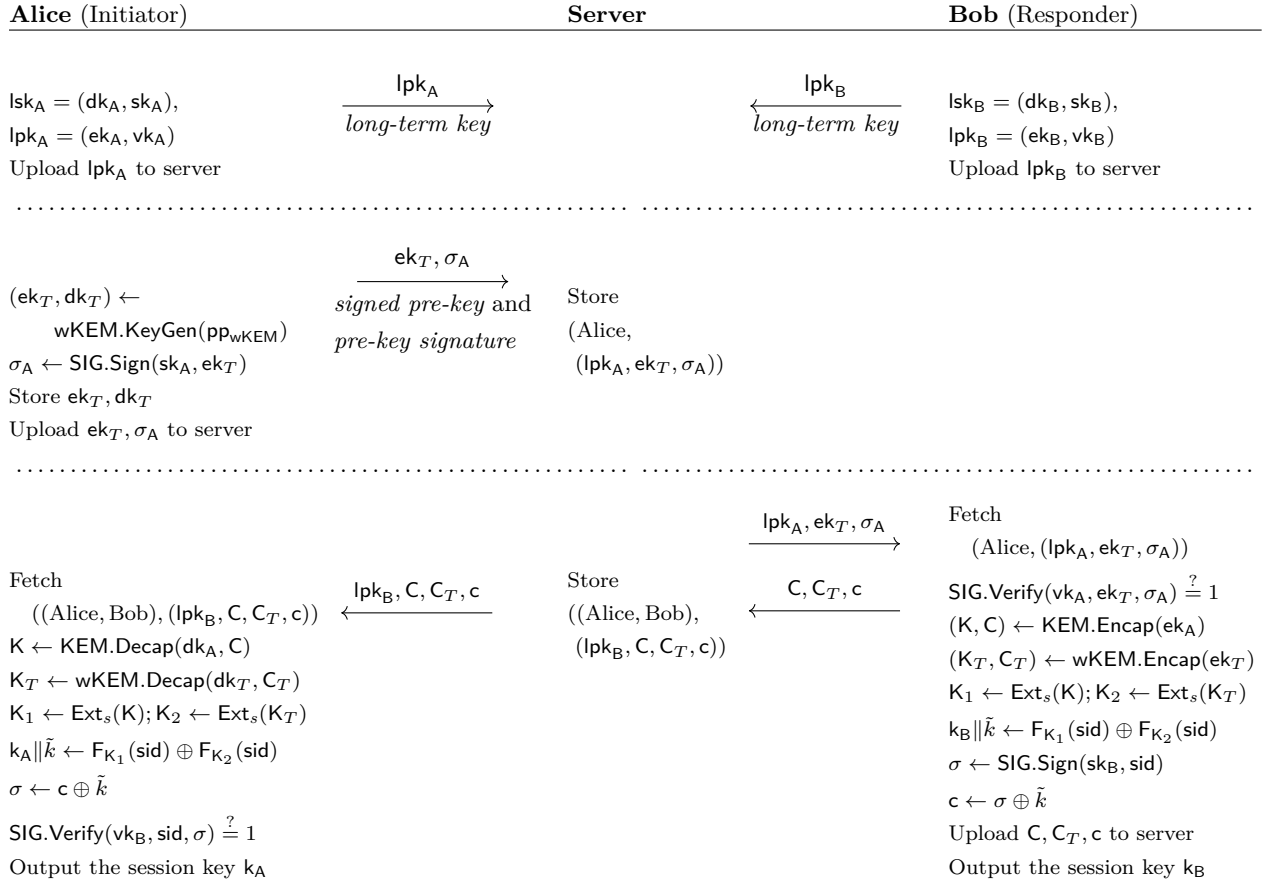 Alice (Initiator) Server Bob (Responder)
lsk_A = (dk_A, sk_A),
lpk_A = (ek_A, vk_A)
Upload lpk_A to server
lpk_A
long-term key
lpk_B
long-term key
lsk_B = (dk_B, sk_B),
lpk_B = (ek_B, vk_B)
Upload lpk_B to server
(ek_T, dk_T) ←
wKEM.KeyGen(pp_wKEM)
σ_A ← SIG.Sign(sk_A, ek_T)
Store ek_T, dk_T
Upload ek_T, σ_A to server
ek_T, σ_A
signed pre-key and
pre-key signature
Store
(Alice,
(lpk_A, ek_T, σ_A))
lpk_A, ek_T, σ_A
Fetch
(Alice, (lpk_A, ek_T, σ_A))
SIG.Verify(vk_A, ek_T, σ_A) ?= 1
(K, C) ← KEM.Encap(ek_A)
(K_T, C_T) ← wKEM.Encap(ek_T)
K_1 ← Ext_s(K); K_2 ← Ext_s(K_T)
k_B‖k̃ ← F_K_1(sid) ⊕ F_K_2(sid)
σ ← SIG.Sign(sk_B, sid)
c ← σ ⊕ k̃
Upload C, C_T, c to server
Output the session key k_B
C, C_T, c
Store
((Alice, Bob),
(lpk_B, C, C_T, c))
lpk_B, C, C_T, c
Fetch
((Alice, Bob), (lpk_B, C, C_T, c))
K ← KEM.Decap(dk_A, C)
K_T ← wKEM.Decap(dk_T, C_T)
K_1 ← Ext_s(K); K_2 ← Ext_s(K_T)
k_A‖k̃ ← F_K_1(sid) ⊕ F_K_2(sid)
σ ← c ⊕ k̃
SIG.Verify(vk_B, sid, σ) ?= 1
Output the session key k_A